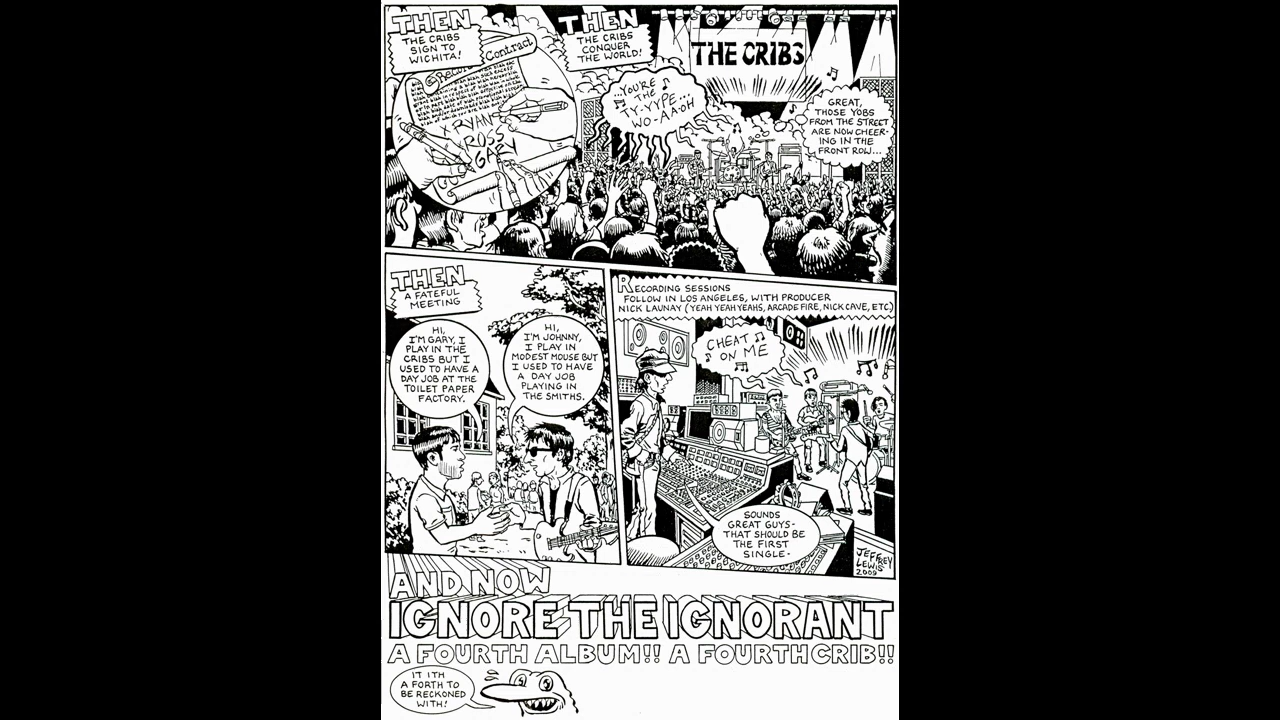 THEN
THE CRIBS
SIGN TO
WICHITA!
Contract
X RYAN
ROSS
GARY
THEN
THE CRIBS
CONQUER
THE WORLD!
THE CRIBS
...YOU'RE
THE
TY-YYPE...
WO-AA-OH
GREAT,
THOSE YOBS
FROM THE STREET
ARE NOW CHEER-
ING IN THE
FRONT ROW...
THEN
A FATEFUL
MEETING
HI,
I'M GARY, I
PLAY IN THE
CRIBS BUT I
USED TO HAVE A
DAY JOB AT THE
TOILET PAPER
FACTORY.
HI,
I'M JOHNNY,
I PLAY IN
MODEST MOUSE BUT
I USED TO HAVE
A DAY JOB
PLAYING IN
THE SMITHS.
RECORDING SESSIONS
FOLLOW IN LOS ANGELES, WITH PRODUCER
NICK LAUNAY (YEAH YEAH YEAHS, ARCADE FIRE, NICK CAVE, ETC)
CHEAT
ON ME
SOUNDS
GREAT GUYS-
THAT SHOULD BE
THE FIRST
SINGLE-
JEFFREY
LEWIS
2009
AND NOW
IGNORE THE IGNORANT
A FOURTH ALBUM!! A FOURTH CRIB!!
IT ITH
A FORTH TO
BE RECKONED
WITH!